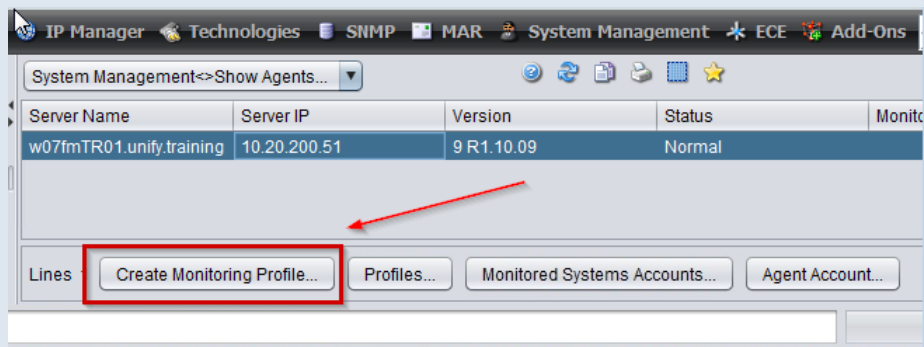 IP Manager Technologies SNMP MAR System Management ECE Add-Ons
System Management<>Show Agents...
Server Name Server IP Version Status Monito
w07fmTR01.unify.training 10.20.200.51 9 R1.10.09 Normal
Lines Create Monitoring Profile... Profiles... Monitored Systems Accounts... Agent Account...